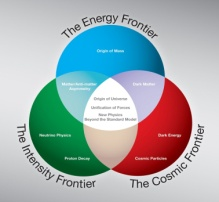 The Energy Frontier
Origin of Mass
Matter/Anti-matter
Asymmetry
Dark Matter
Origin of Universe
Unification of Forces
New Physics
Beyond the Standard Model
Neutrino Physics
Dark Energy
Proton Decay
Cosmic Particles
The Intensity Frontier
The Cosmic Frontier